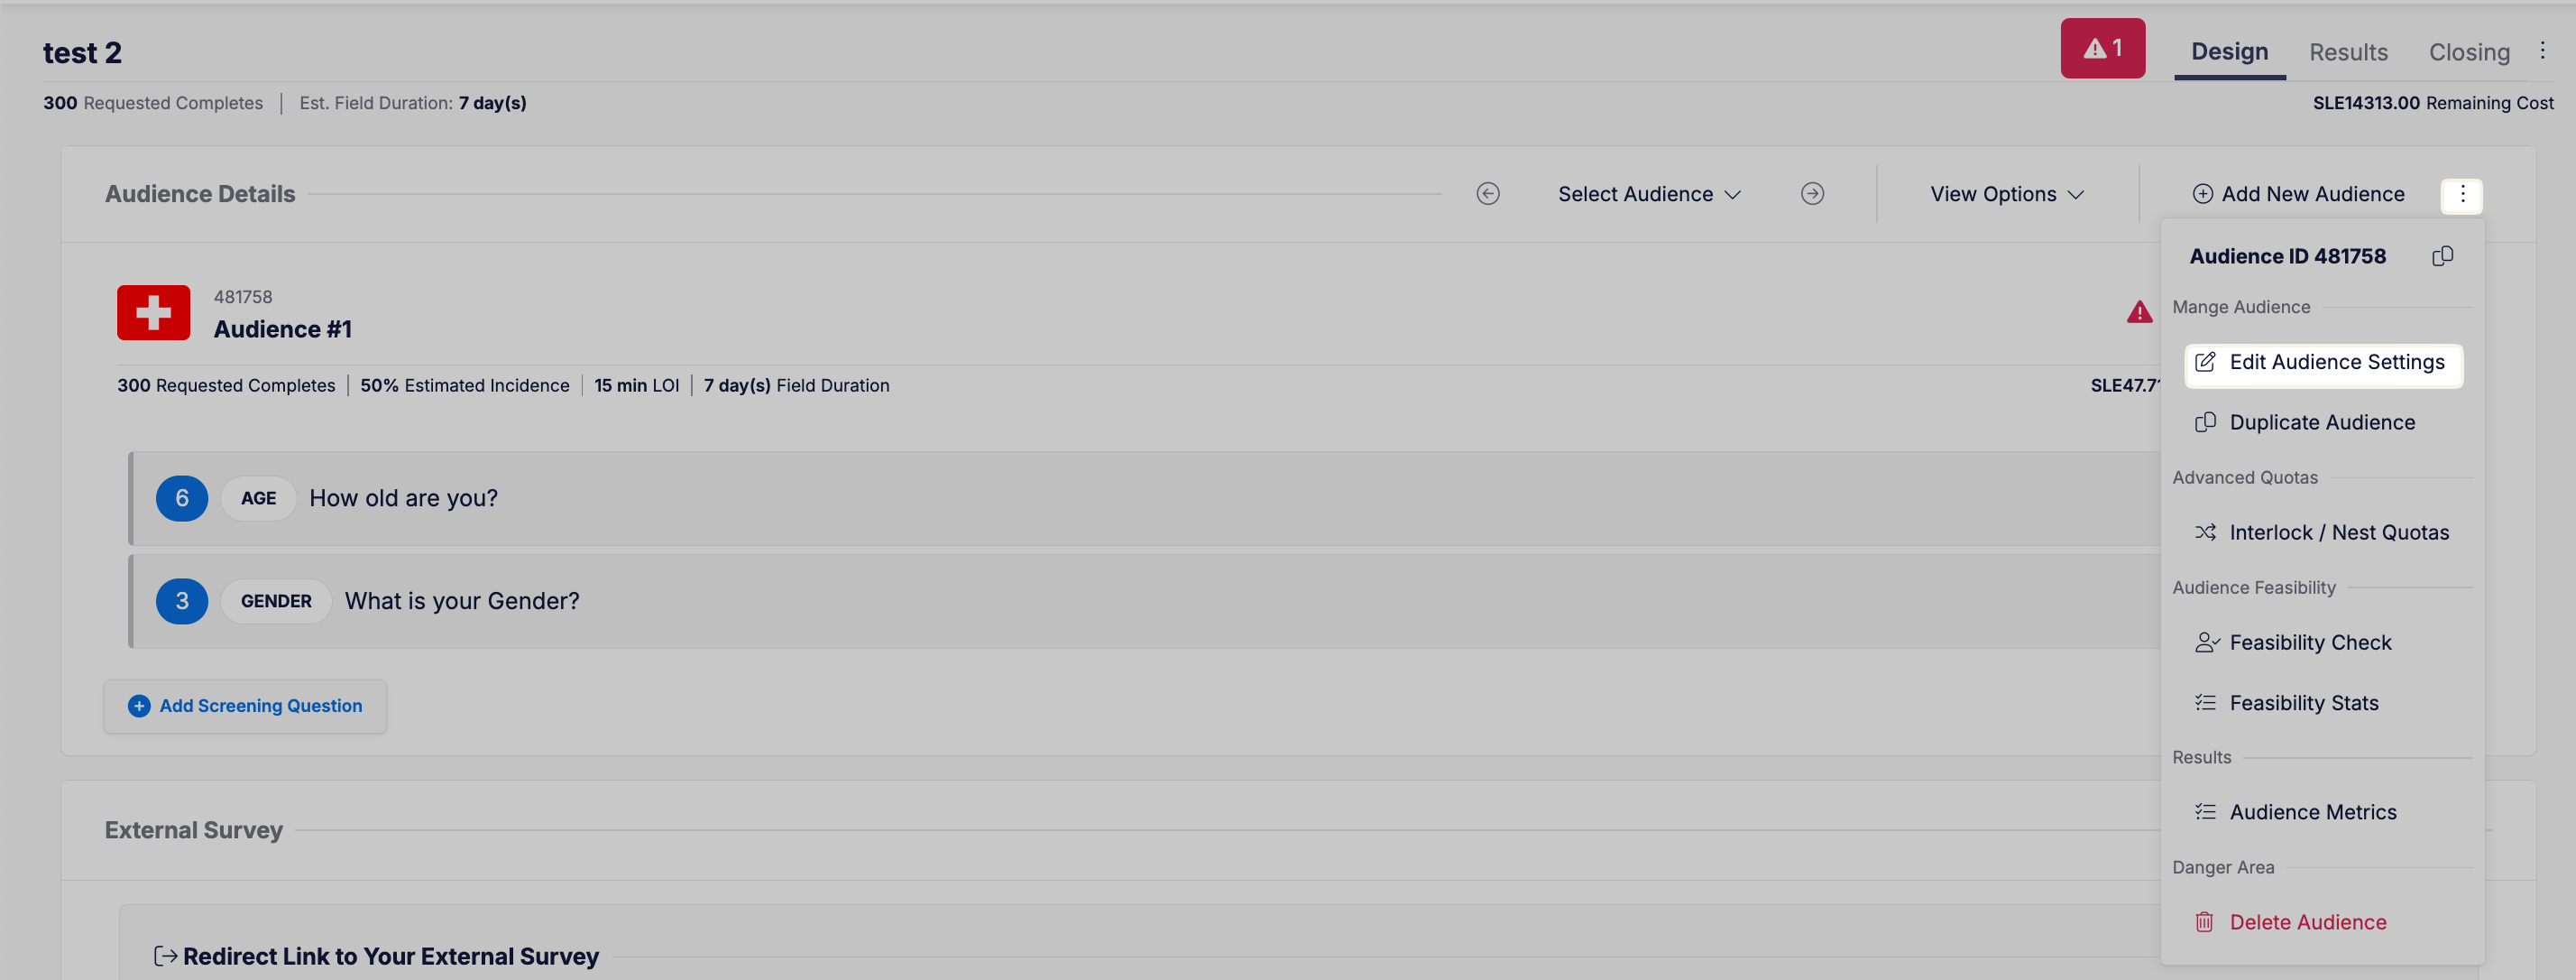 test 2
1
Design
Results
Closing
300 Requested Completes
Est. Field Duration: 7 day(s)
SLE14313.00 Remaining Cost
Audience Details
Select Audience
View Options
Add New Audience
Audience ID 481758
Mange Audience
Edit Audience Settings
Duplicate Audience
Advanced Quotas
Interlock / Nest Quotas
Audience Feasibility
Feasibility Check
Feasibility Stats
Results
Audience Metrics
Danger Area
Delete Audience
481758
Audience #1
300 Requested Completes
50% Estimated Incidence
15 min LOI
7 day(s) Field Duration
SLE47.7
6 AGE How old are you?
3 GENDER What is your Gender?
Add Screening Question
External Survey
Redirect Link to Your External Survey